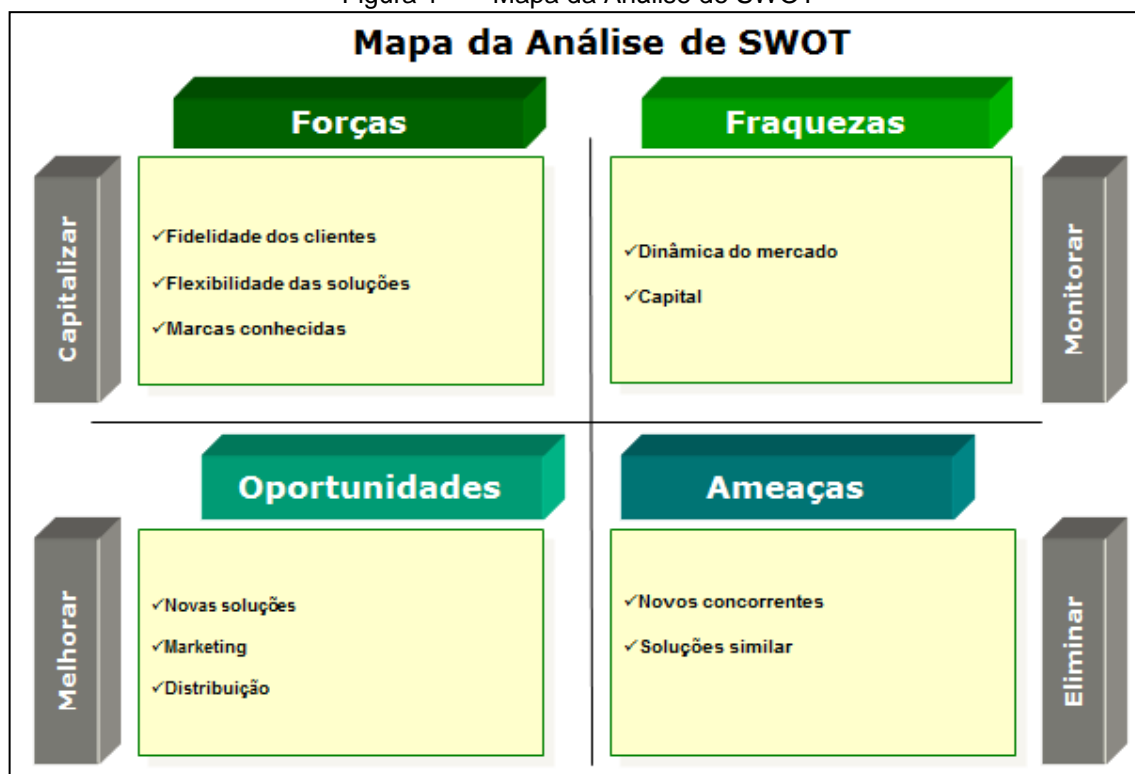 Mapa da Análise de SWOT
Forças
Fraquezas
Capitalizar
✓Fidelidade dos clientes
✓Flexibilidade das soluções
✓Marcas conhecidas
✓Dinâmica do mercado
✓Capital
Monitorar
Oportunidades
Ameaças
Melhorar
✓Novas soluções
✓Marketing
✓Distribuição
✓Novos concorrentes
✓Soluções similar
Eliminar